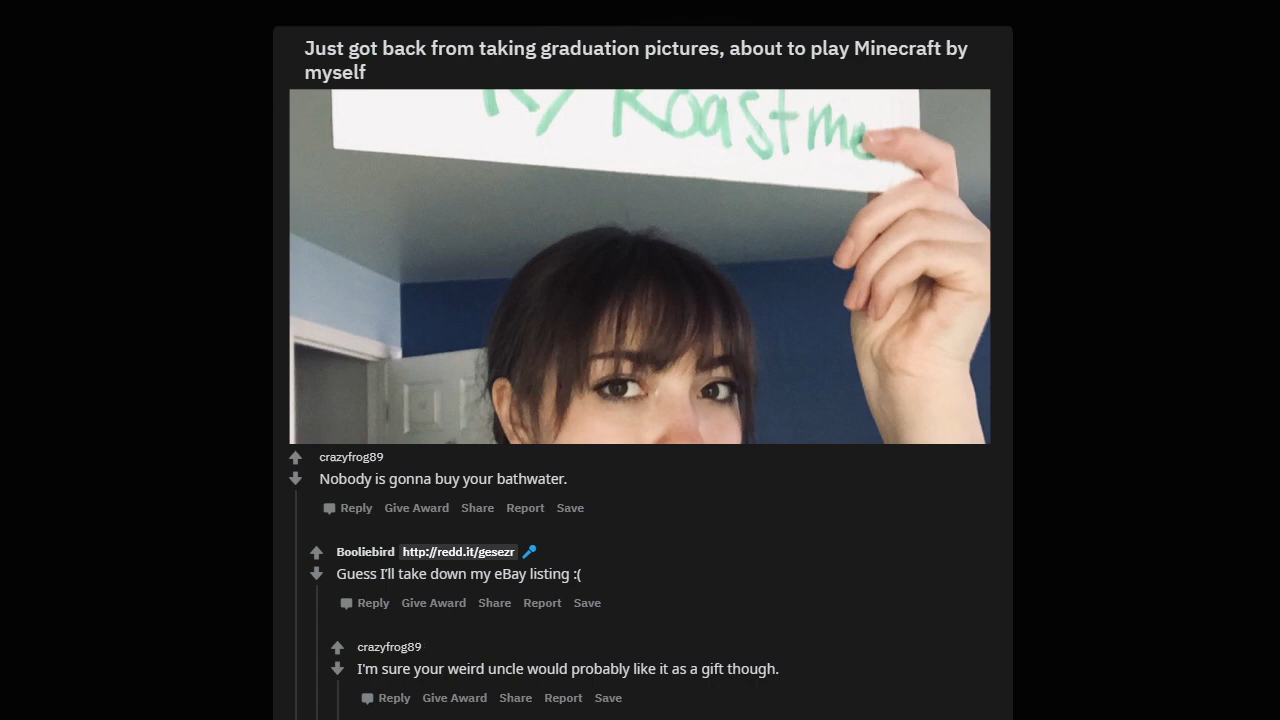 Just got back from taking graduation pictures, about to play Minecraft by
myself
R/ Roastme
crazyfrog89
Nobody is gonna buy your bathwater.
Reply Give Award Share Report Save
Booliebird http://redd.it/gesezr
Guess I'll take down my eBay listing :(
Reply Give Award Share Report Save
crazyfrog89
I'm sure your weird uncle would probably like it as a gift though.
Reply Give Award Share Report Save